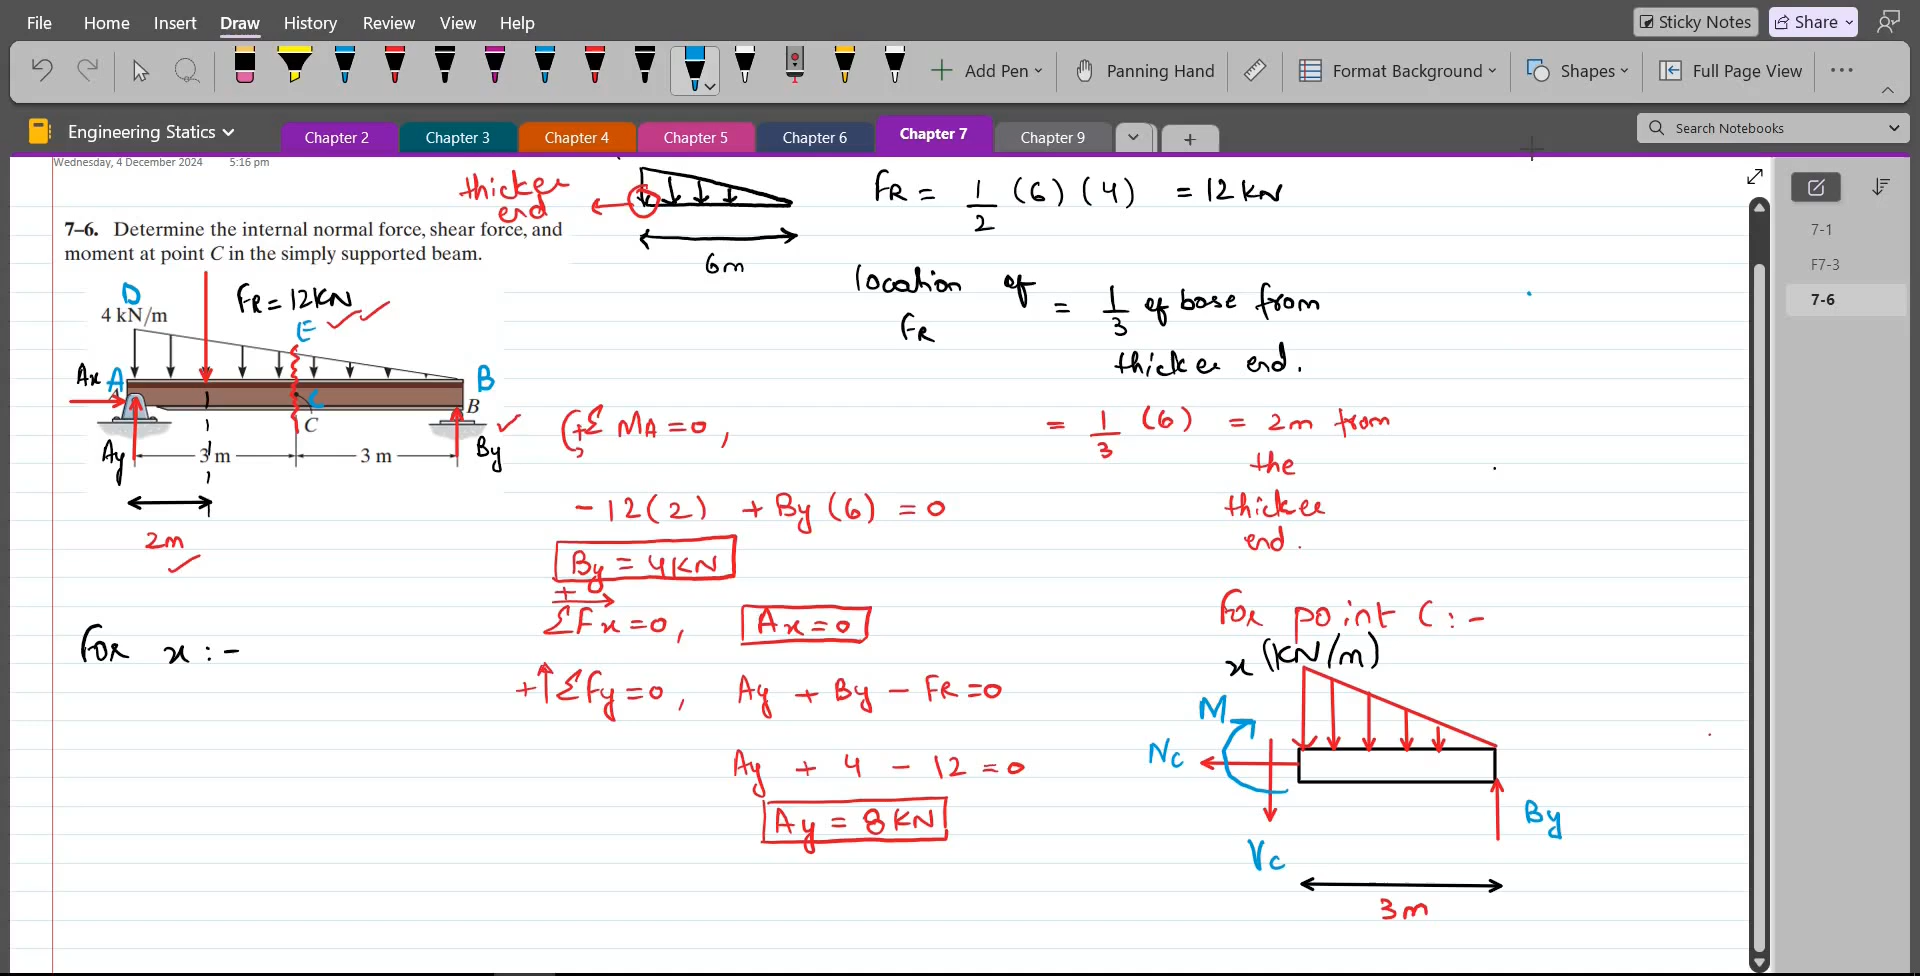 File Home Insert Draw History Review View Help
Sticky Notes Share
Add Pen Panning Hand Format Background Shapes Full Page View
Engineering Statics Chapter 2 Chapter 3 Chapter 4 Chapter 5 Chapter 6 Chapter 7 Chapter 9
Search Notebooks
Wednesday, 4 December 2024 5:16 pm
7-1
F7-3
7-6
7–6. Determine the internal normal force, shear force, and
moment at point C in the simply supported beam.
D
4 kN/m
FR = 12KN
E
Ax A
A
B
B
C
C
Ay
3 m
3 m
By
2m
thicker
end
6m
FR = 1/2 (6) (4) = 12 KN
location of
FR
= 1/3 of base from
thicker end.
= 1/3 (6) = 2m from
the
thicker
end.
(+Σ MA = 0,
- 12(2) + By (6) = 0
By = 4KN
+
ΣFx = 0, Ax = 0
+↑ΣFy = 0, Ay + By - FR = 0
Ay + 4 - 12 = 0
Ay = 8 KN
For x : -
For point C : -
x (KN/m)
M
Nc
Vc
By
3m